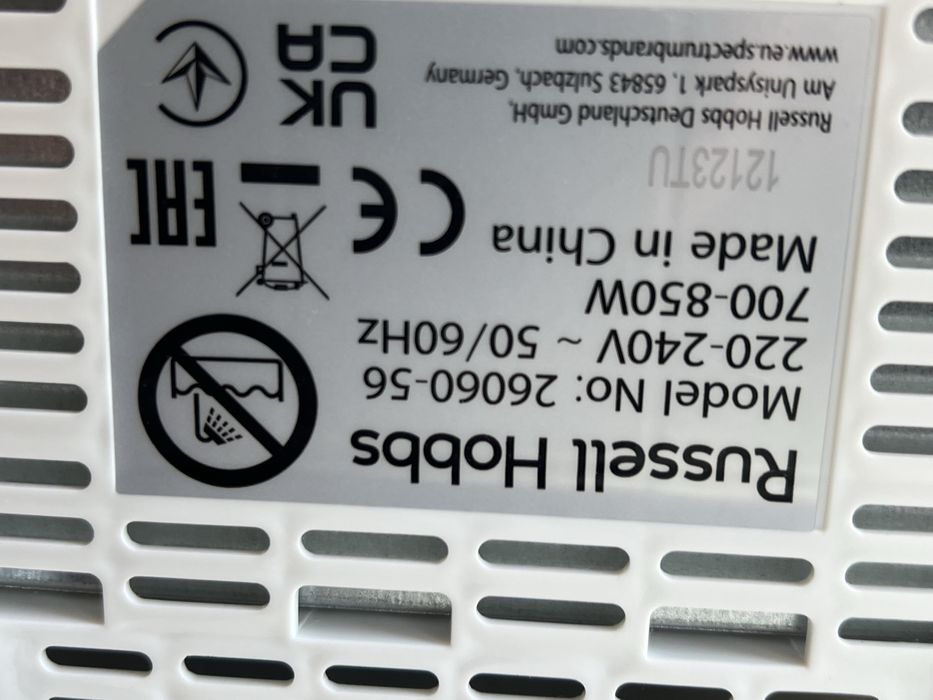 Russell Hobbs
Model No: 26060-56
220-240V ~ 50/60Hz
700-850W
Made in China
12123TU
Russell Hobbs Deutschland GmbH,
Am Unisyspark 1, 65843 Sulzbach, Germany
www.eu.spectrumbrands.com
CE
EAC
UK
CA